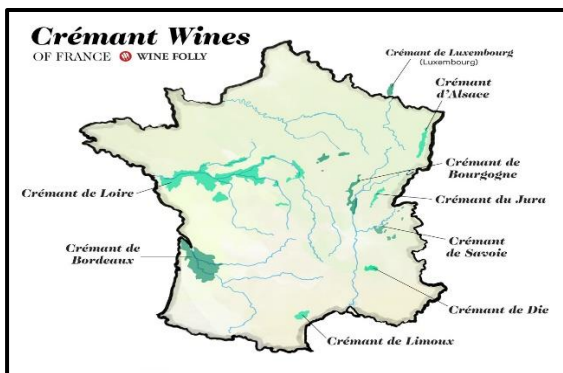 Crémant Wines
OF FRANCE WINE FOLLY
Crémant de Luxembourg
(Luxembourg)
Crémant
d'Alsace
Crémant de
Bourgogne
Crémant de Loire
Crémant du Jura
Crémant
de Savoie
Crémant de
Bordeaux
Crémant de Die
Crémant de Limoux